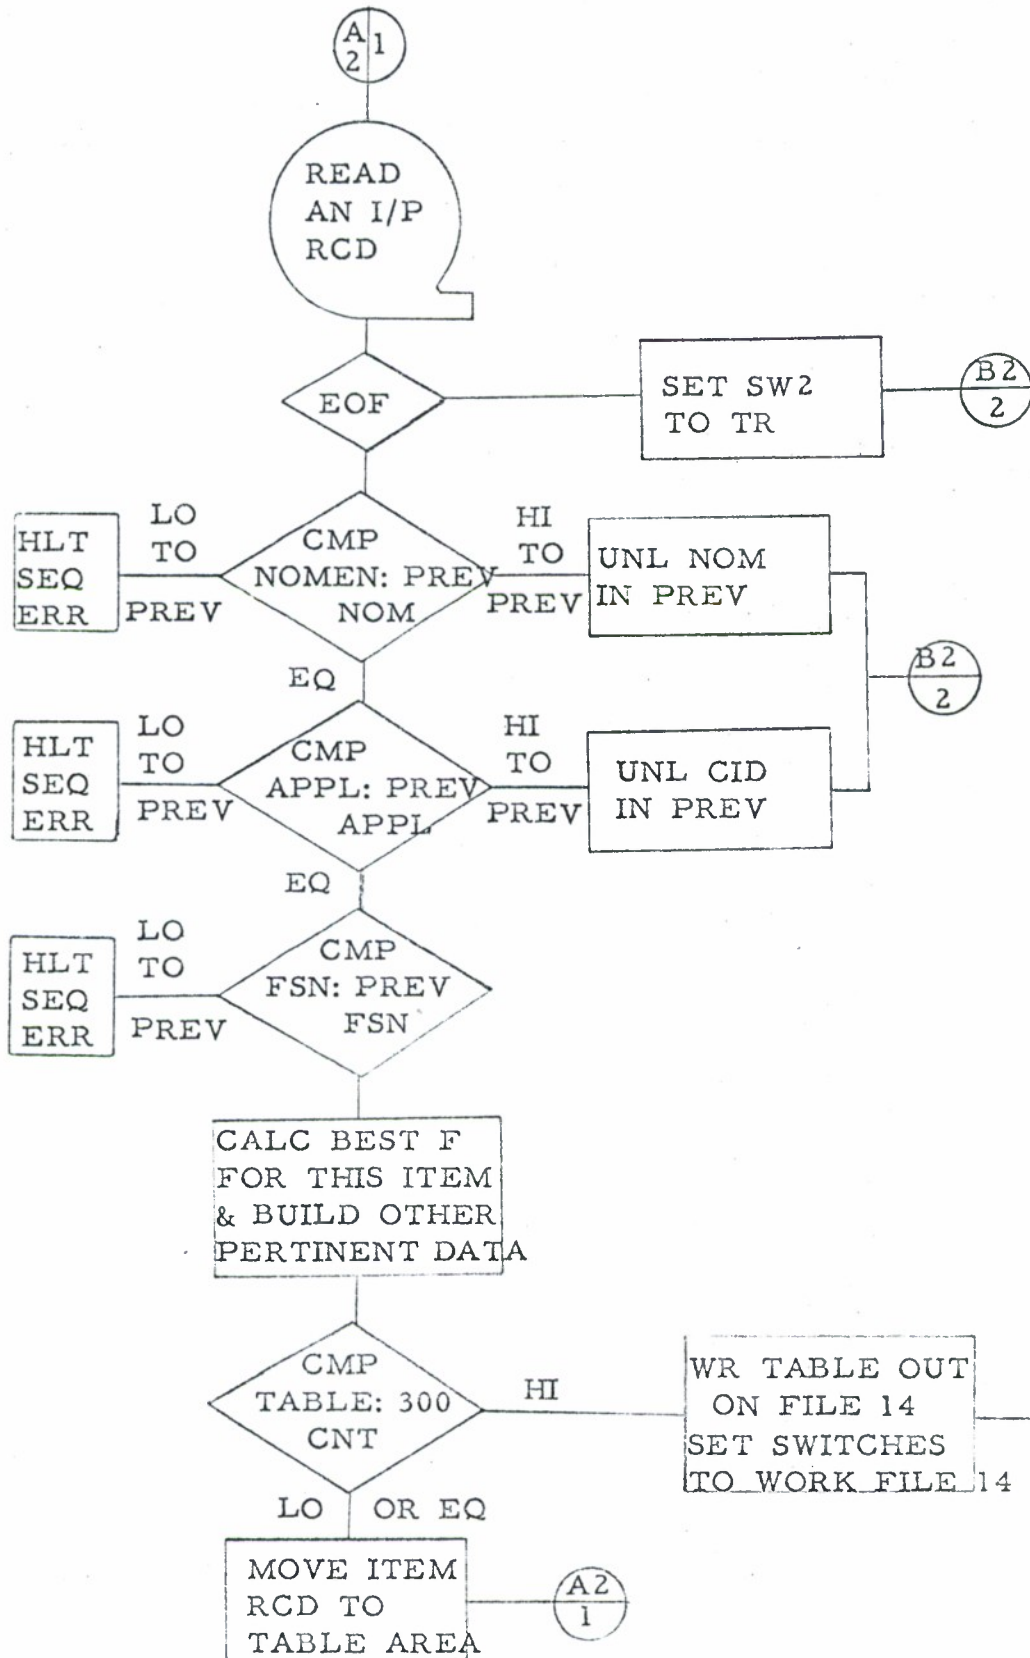 A 1
2
READ
AN I/P
RCD
EOF
SET SW2
TO TR
B2
2
HLT
SEQ
ERR
LO
TO
PREV
CMP
NOMEN: PREV
NOM
HI
TO
PREV
UNL NOM
IN PREV
B2
2
EQ
HLT
SEQ
ERR
LO
TO
PREV
CMP
APPL: PREV
APPL
HI
TO
PREV
UNL CID
IN PREV
EQ
HLT
SEQ
ERR
LO
TO
PREV
CMP
FSN: PREV
FSN
CALC BEST F
FOR THIS ITEM
& BUILD OTHER
PERTINENT DATA
CMP
TABLE: 300
CNT
HI
WR TABLE OUT
ON FILE 14
SET SWITCHES
TO WORK FILE 14
LO OR EQ
MOVE ITEM
RCD TO
TABLE AREA
A2
1